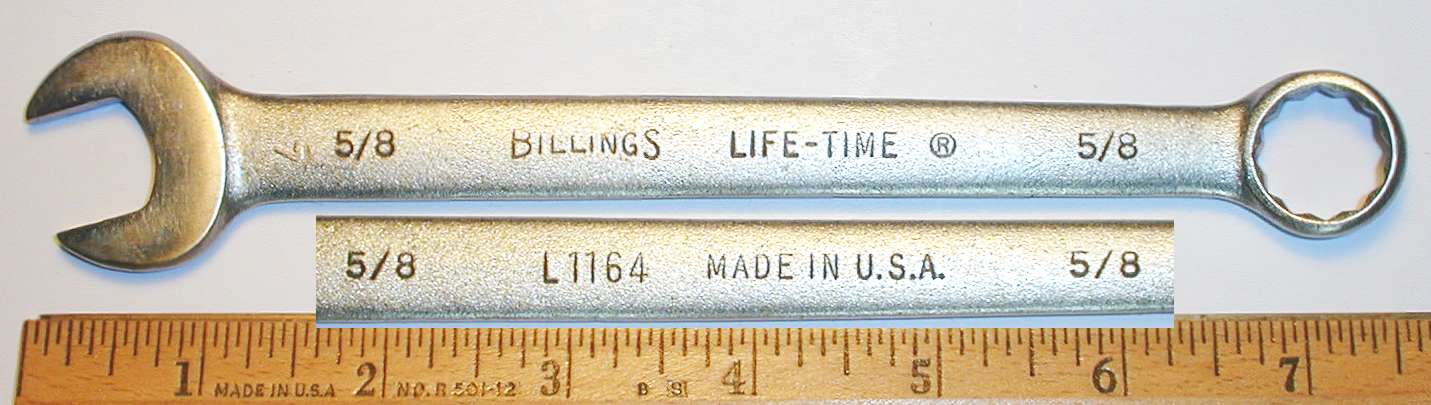 5/8 BILLINGS LIFE-TIME ® 5/8
5/8 L1164 MADE IN U.S.A. 5/8
1 MADE IN U.S.A 2 NO. R 501-12 3 B S 4 5 6 7